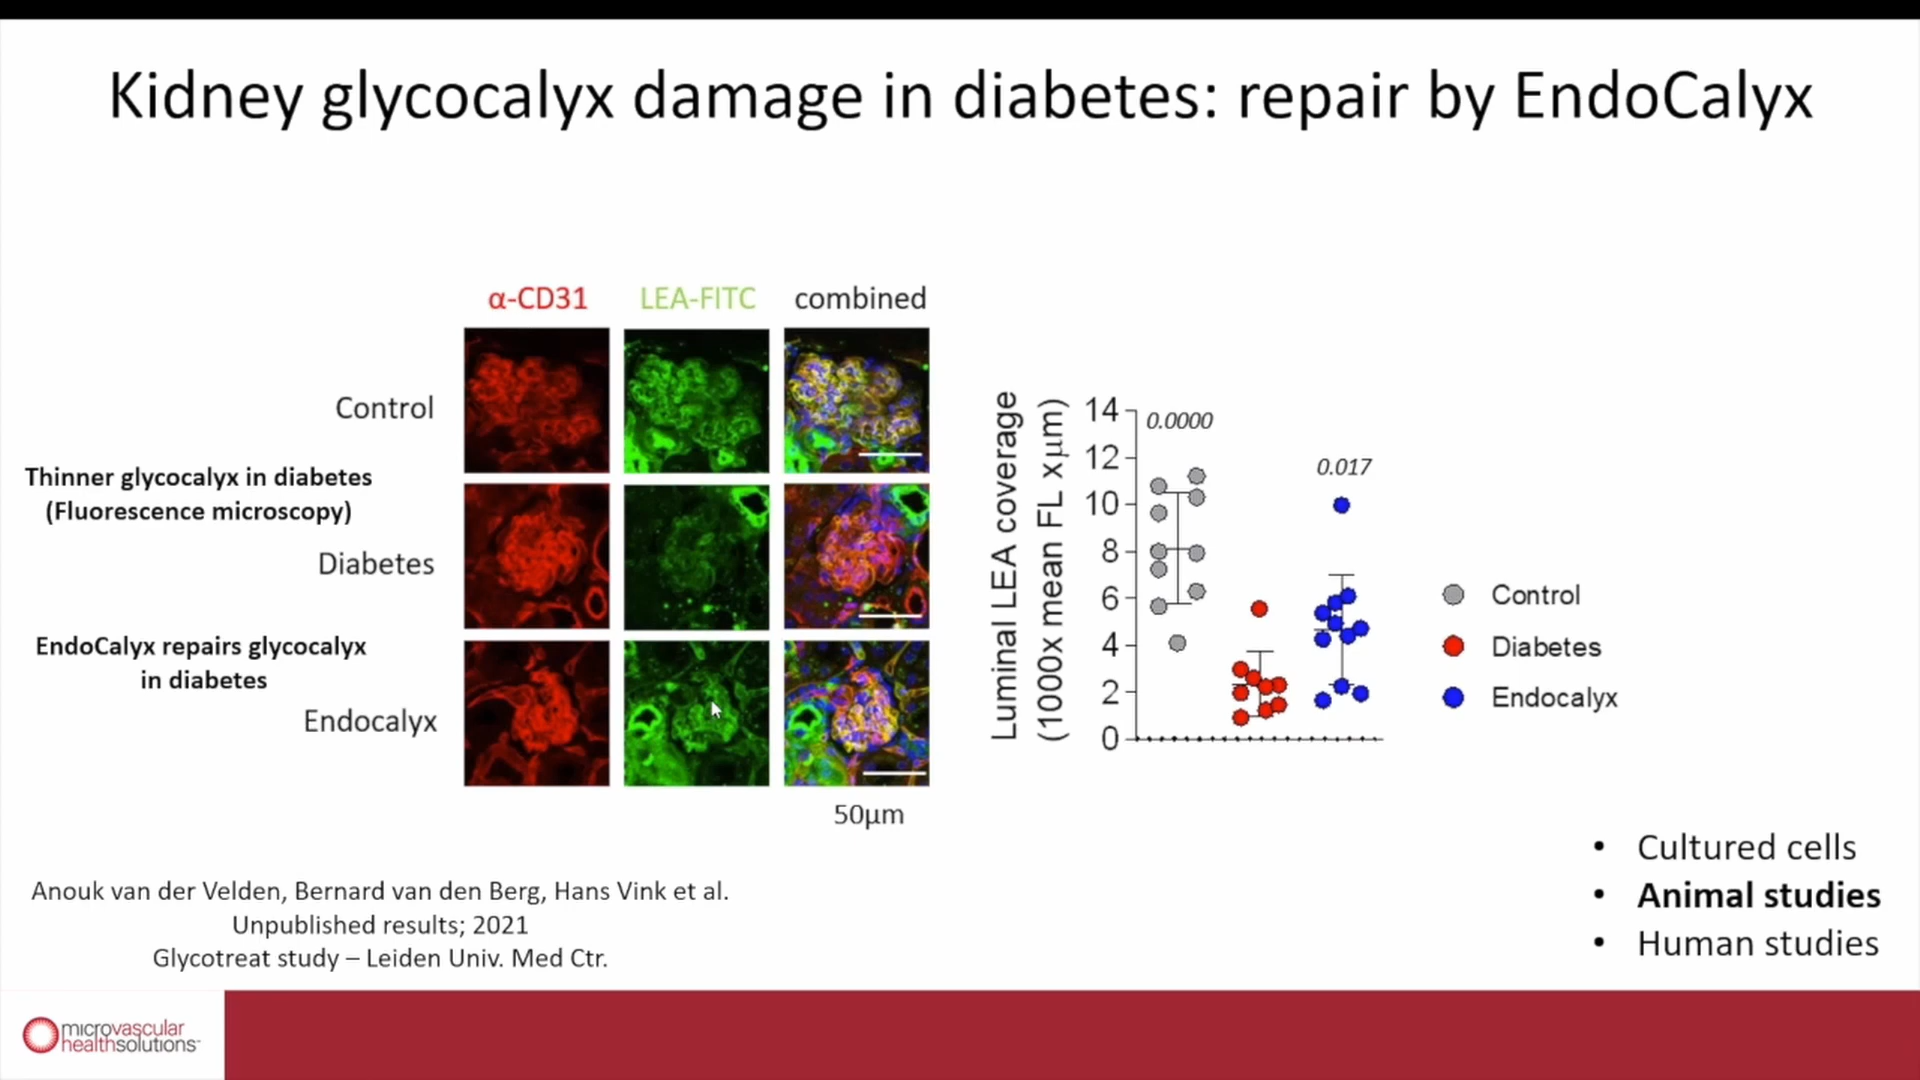 Kidney glycocalyx damage in diabetes: repair by EndoCalyx
α-CD31
LEA-FITC
combined
Control
Thinner glycocalyx in diabetes
(Fluorescence microscopy)
Diabetes
EndoCalyx repairs glycocalyx
in diabetes
Endocalyx
50μm
Luminal LEA coverage
(1000x mean FL xμm)
14
12
10
8
6
4
2
0
0.0000
0.017
Control
Diabetes
Endocalyx
• Cultured cells
• Animal studies
• Human studies
Anouk van der Velden, Bernard van den Berg, Hans Vink et al.
Unpublished results; 2021
Glycotreat study – Leiden Univ. Med Ctr.
microvascular
healthsolutions